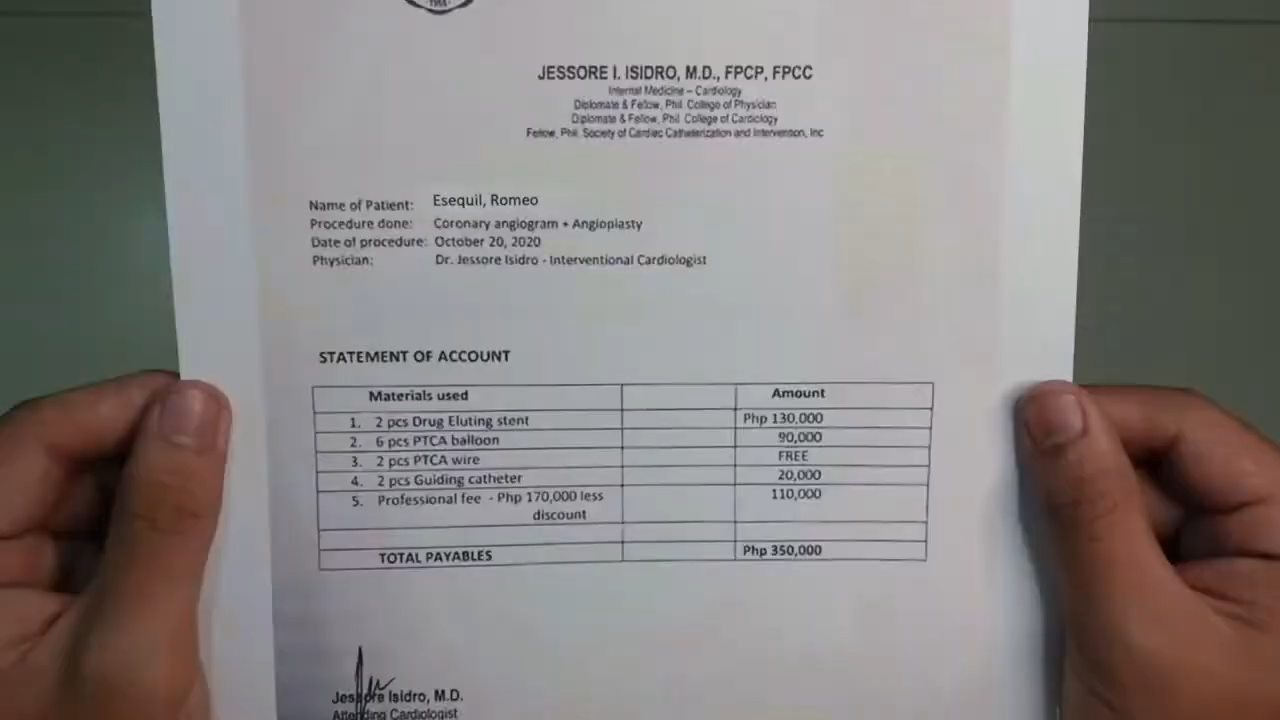 1954
JESSORE I. ISIDRO, M.D., FPCP, FPCC
Internal Medicine – Cardiology
Diplomate & Fellow, Phil. College of Physician
Diplomate & Fellow, Phil. College of Cardiology
Fellow, Phil. Society of Cardiac Catheterization and Intervention, Inc
Name of Patient: Esequil, Romeo
Procedure done: Coronary angiogram + Angioplasty
Date of procedure: October 20, 2020
Physician: Dr. Jessore Isidro - Interventional Cardiologist
STATEMENT OF ACCOUNT
Materials used Amount
1. 2 pcs Drug Eluting stent Php 130,000
2. 6 pcs PTCA balloon 90,000
3. 2 pcs PTCA wire FREE
4. 2 pcs Guiding catheter 20,000
5. Professional fee - Php 170,000 less 110,000
discount
TOTAL PAYABLES Php 350,000
Jessore Isidro, M.D.
Attending Cardiologist